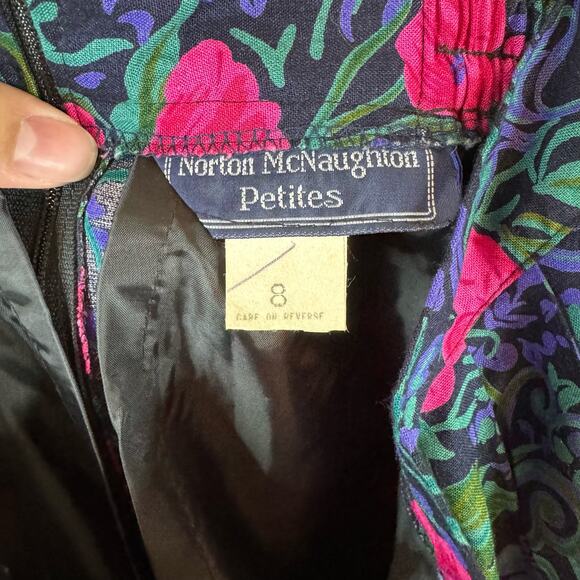 Norton McNaughton
Petites
8
CARE ON REVERSE